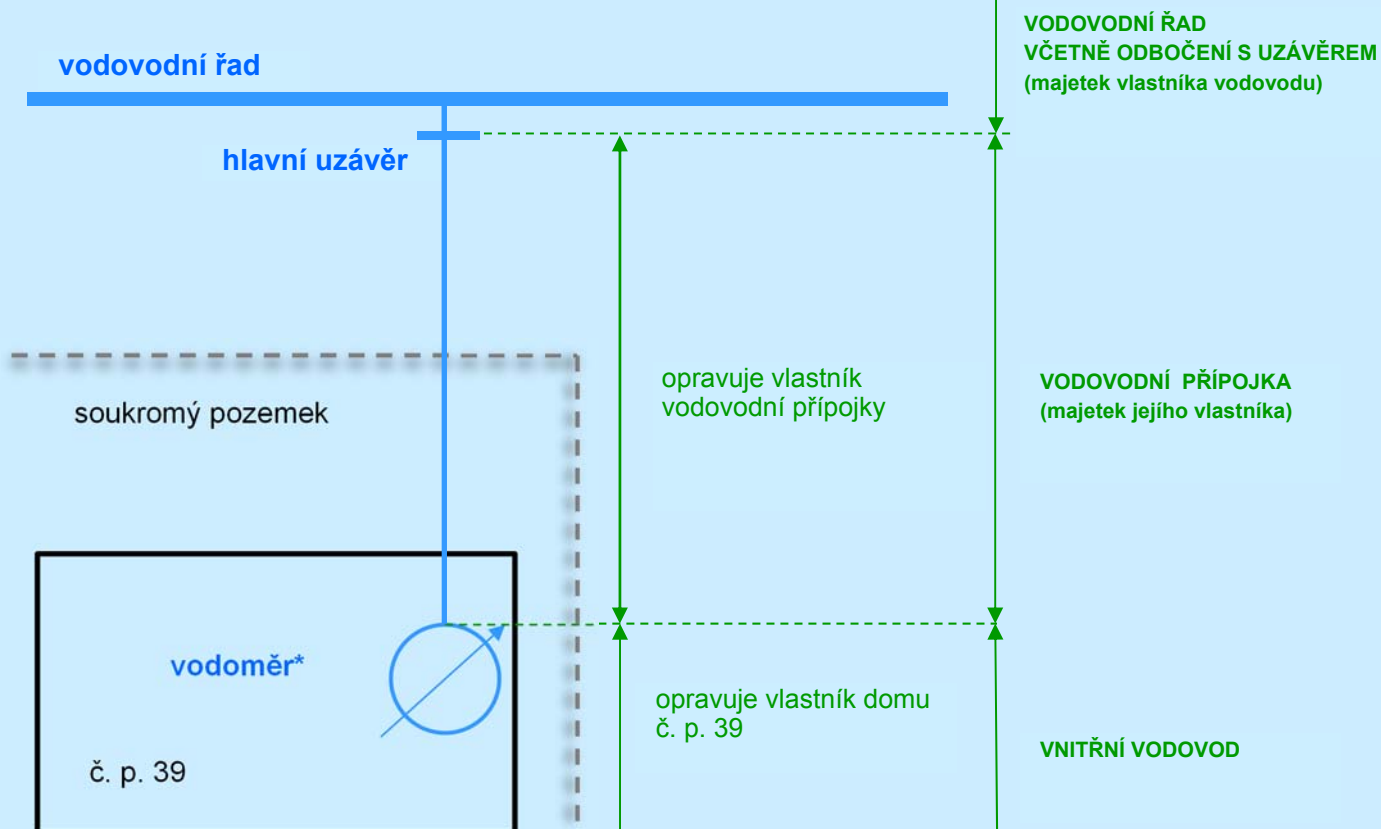 VODOVODNÍ ŘAD
VČETNĚ ODBOČENÍ S UZÁVĚREM
(majetek vlastníka vodovodu)
vodovodní řad
hlavní uzávěr
opravuje vlastník
vodovodní přípojky
VODOVODNÍ PŘÍPOJKA
(majetek jejího vlastníka)
soukromý pozemek
vodoměr*
opravuje vlastník domu
č. p. 39
VNITŘNÍ VODOVOD
č. p. 39